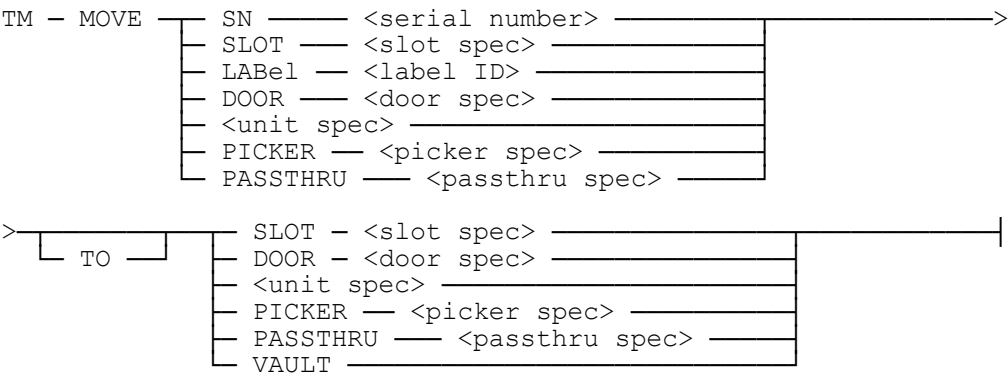 TM — MOVE — SN — <serial number> —>
SLOT — <slot spec>
LABel — <label ID>
DOOR — <door spec>
<unit spec>
PICKER — <picker spec>
PASSTHRU — <passthru spec>
>— SLOT — <slot spec>
TO — DOOR — <door spec>
<unit spec>
PICKER — <picker spec>
PASSTHRU — <passthru spec>
VAULT